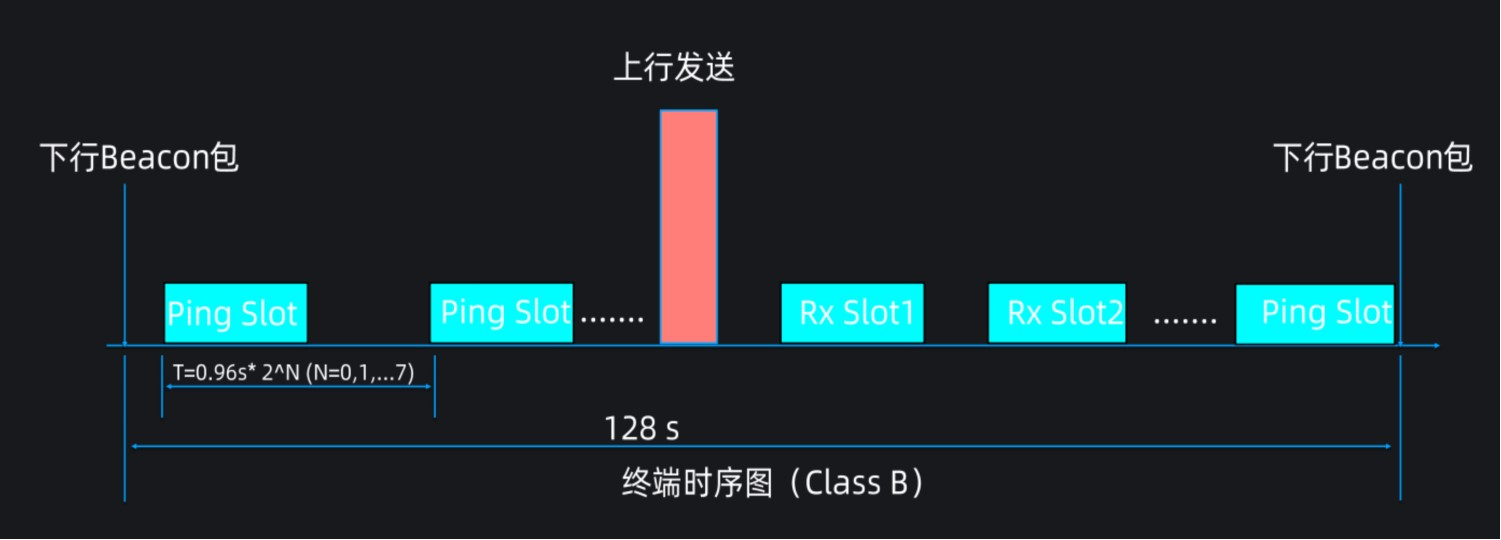 上行发送
下行Beacon包
下行Beacon包
Ping Slot
Ping Slot
.......
Rx Slot1
Rx Slot2
.......
Ping Slot
T=0.96s* 2^N (N=0,1,...7)
128 s
终端时序图（Class B）